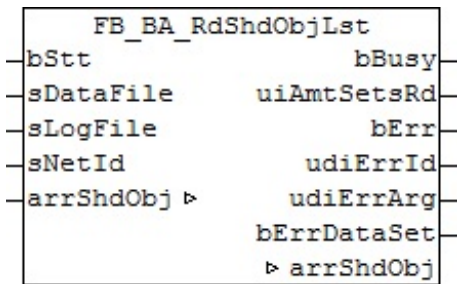 FB_BA_RdShdObjLst
bStt bBusy
sDataFile uiAmtSetsRd
sLogFile bErr
sNetId udiErrId
arrShdObj ▷ udiErrArg
bErrDataSet
▷ arrShdObj